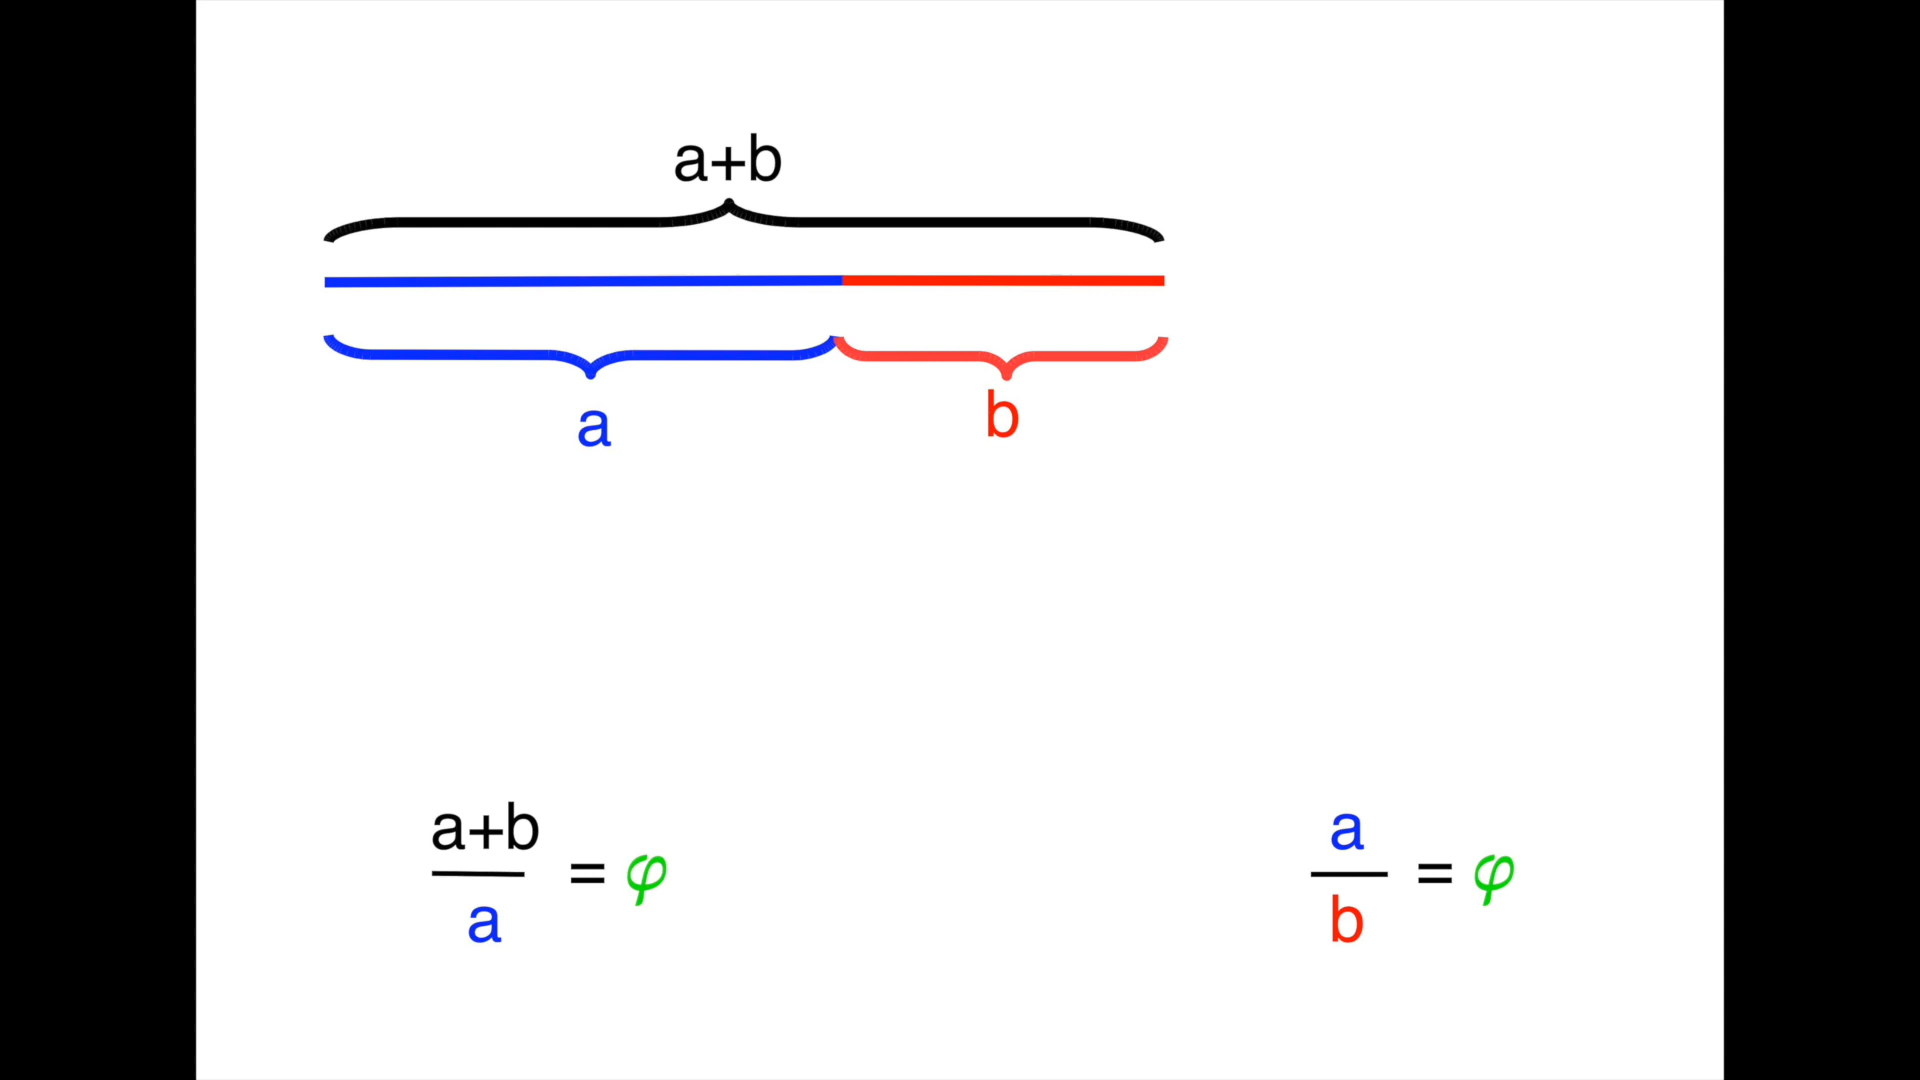 a+b
a
b
a+b
a
= φ
a
b
= φ